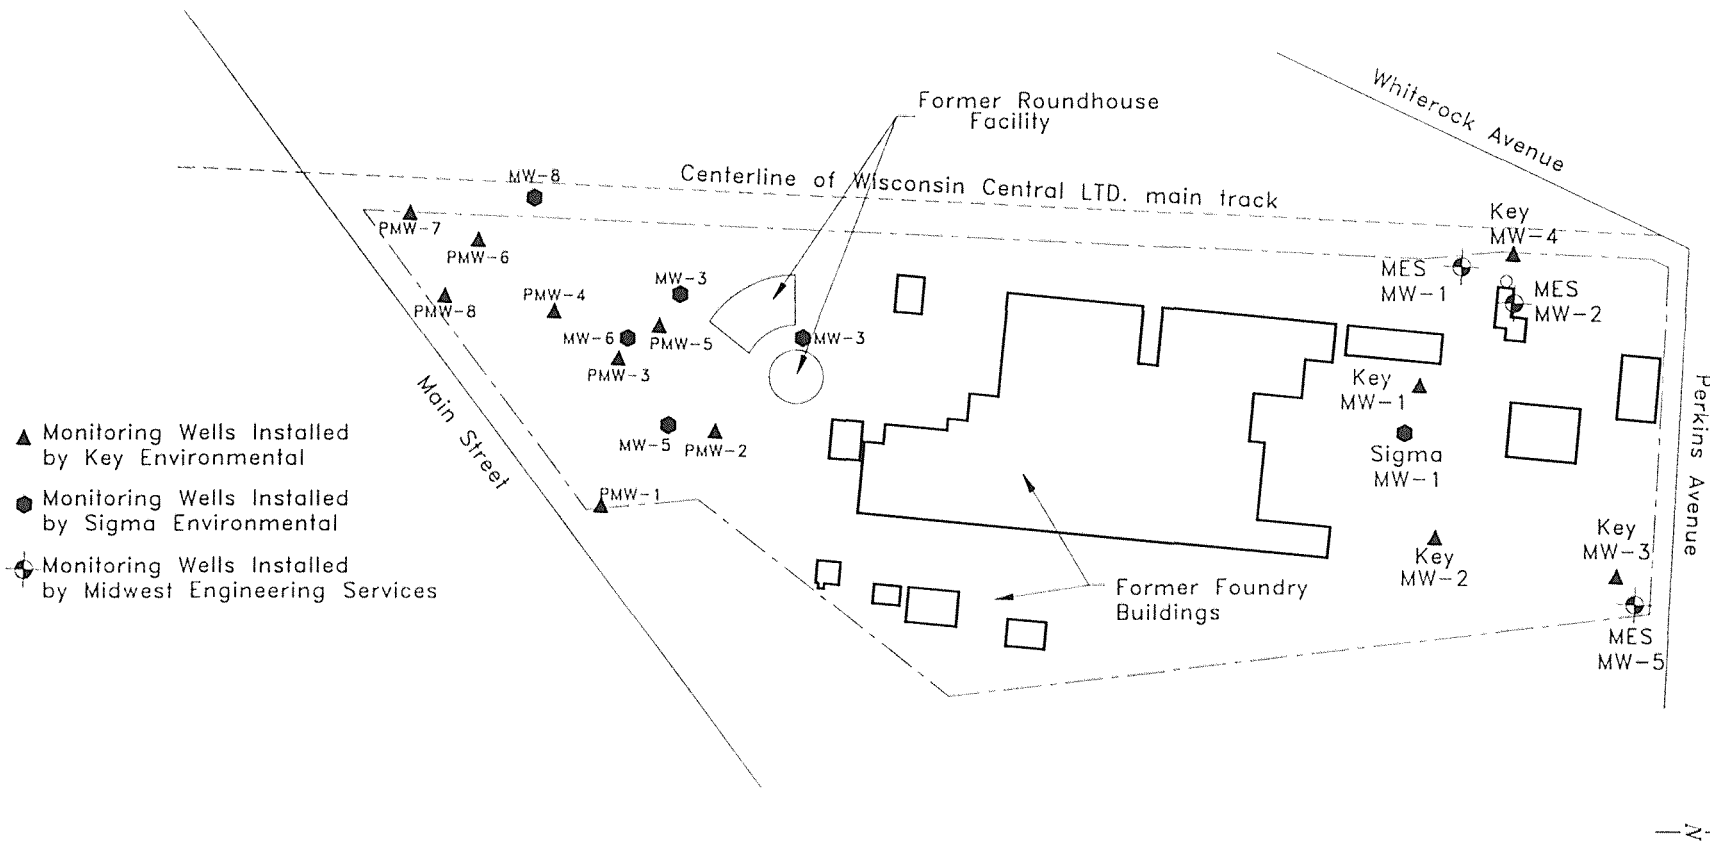 Whiterock Avenue
Former Roundhouse
Facility
Centerline of Wisconsin Central LTD. main track
MW-8
PMW-7
PMW-6
PMW-8
PMW-4
MW-3
MW-6
PMW-5
PMW-3
MW-3
MW-5
PMW-2
PMW-1
Main Street
Key
MW-4
MES
MW-1
MES
MW-2
Key
MW-1
Sigma
MW-1
Key
MW-2
Key
MW-3
MES
MW-5
Perkins Avenue
Former Foundry
Buildings
Monitoring Wells Installed
by Key Environmental
Monitoring Wells Installed
by Sigma Environmental
Monitoring Wells Installed
by Midwest Engineering Services
N